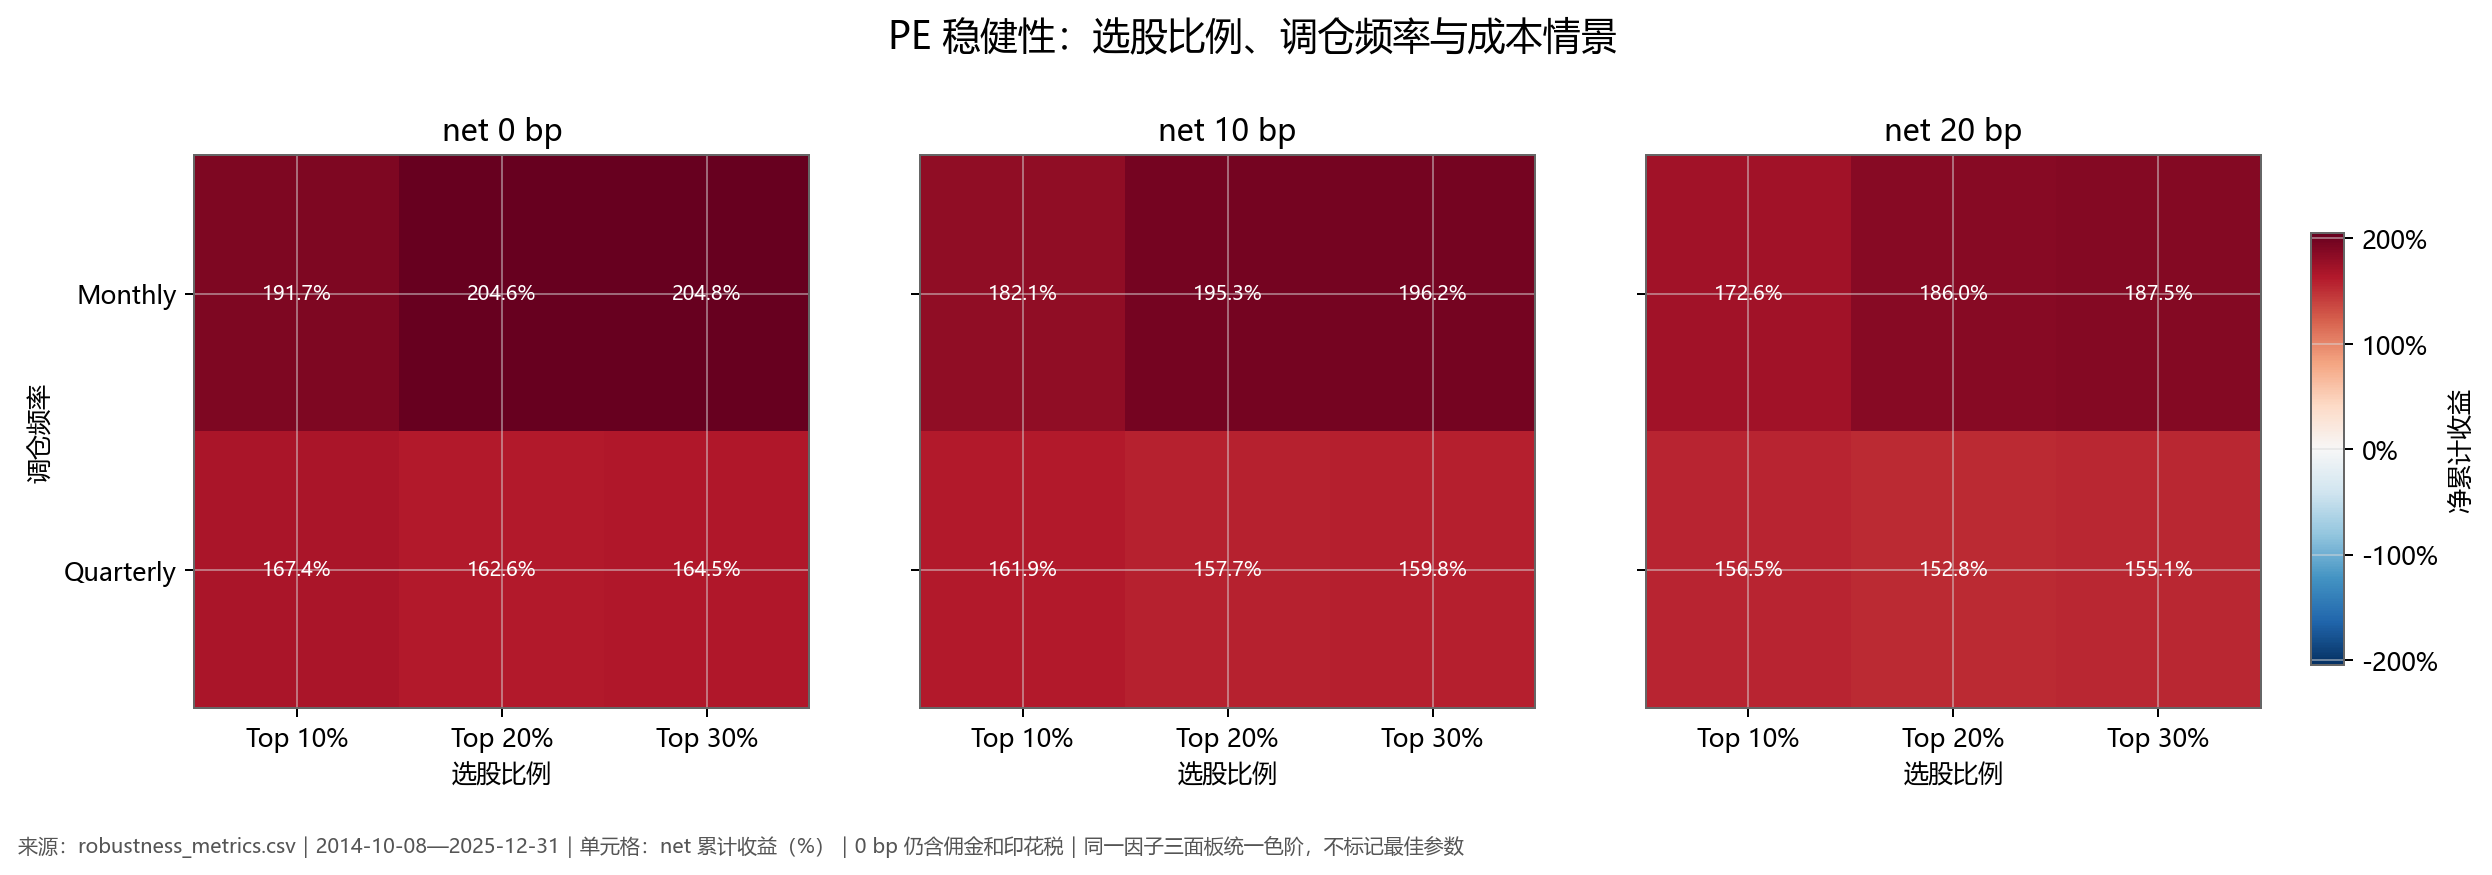 PE 稳健性：选股比例、调仓频率与成本情景
net 0 bp
net 10 bp
net 20 bp
调仓频率
Monthly
191.7%
204.6%
204.8%
182.1%
195.3%
196.2%
172.6%
186.0%
187.5%
Quarterly
167.4%
162.6%
164.5%
161.9%
157.7%
159.8%
156.5%
152.8%
155.1%
Top 10%
Top 20%
Top 30%
Top 10%
Top 20%
Top 30%
Top 10%
Top 20%
Top 30%
选股比例
选股比例
选股比例
200%
100%
0%
-100%
-200%
净累计收益
来源：robustness_metrics.csv | 2014-10-08—2025-12-31 | 单元格：net 累计收益（%） | 0 bp 仍含佣金和印花税 | 同一因子三面板统一色阶，不标记最佳参数